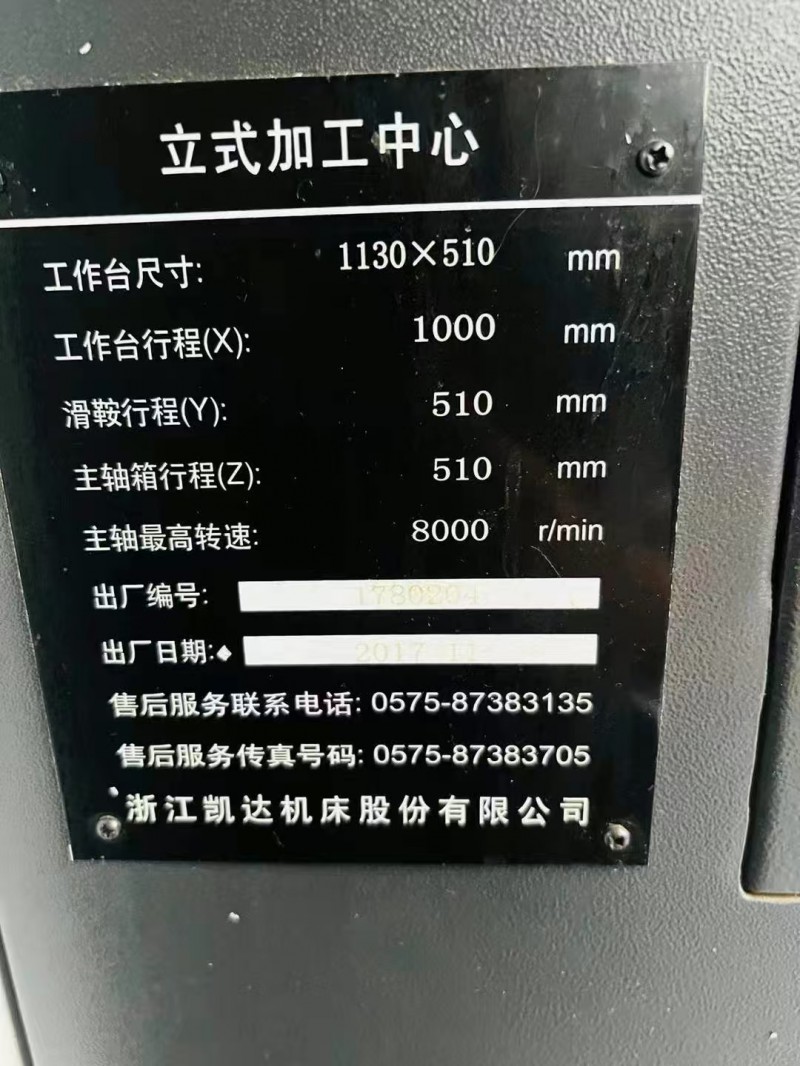 立式加工中心
工作台尺寸: 1130×510 mm
工作台行程(X): 1000 mm
滑鞍行程(Y): 510 mm
主轴箱行程(Z): 510 mm
主轴最高转速: 8000 r/min
出厂编号: 1780204
出厂日期: 2017 11
售后服务联系电话: 0575-87383135
售后服务传真号码: 0575-87383705
浙江凯达机床股份有限公司